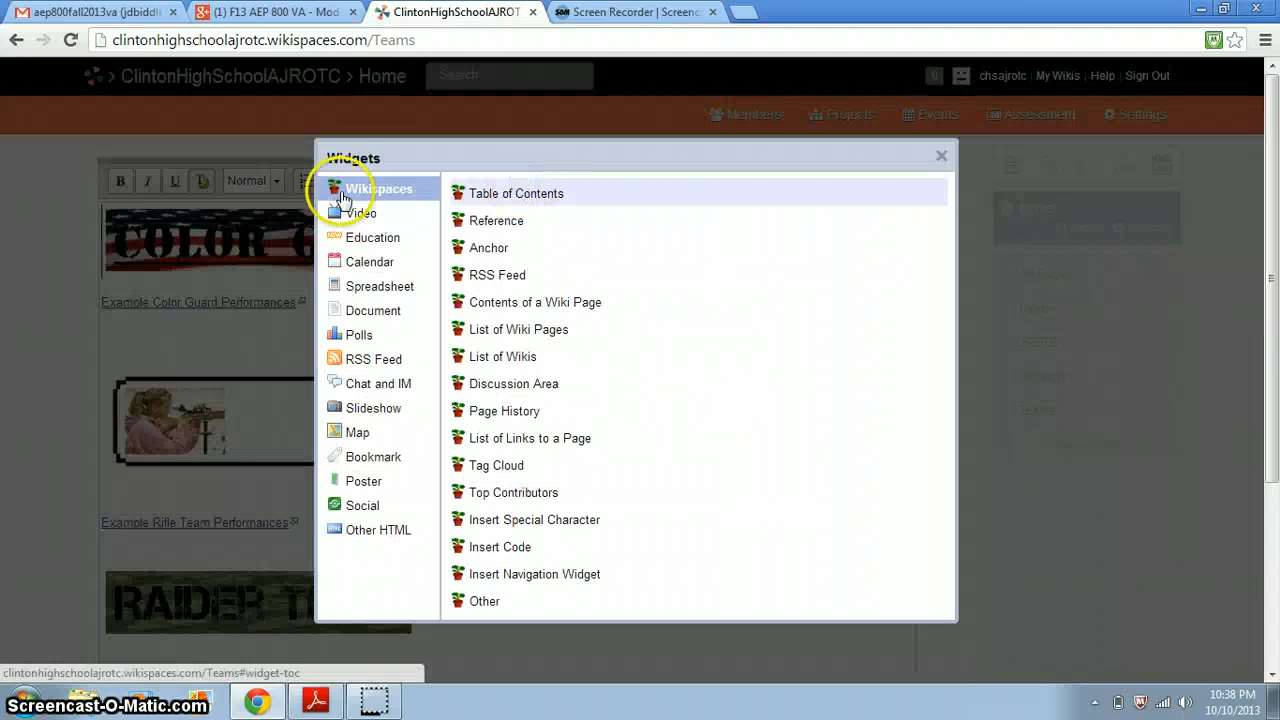 aep800fall2013va (jdbiddl
(1) F13 AEP 800 VA - Mod
ClintonHighSchoolAJROT
Screen Recorder | Screenc
clintonhighschoolajrotc.wikispaces.com/Teams
ClintonHighSchoolAJROTC > Home
Search
0
chsajrotc
My Wikis
Help
Sign Out
Members
Projects
Events
Assessment
Settings
Widgets
B I U
Normal
Wikispaces
Video
Education
Calendar
Spreadsheet
Document
Polls
RSS Feed
Chat and IM
Slideshow
Map
Bookmark
Poster
Social
Other HTML
Table of Contents
Reference
Anchor
RSS Feed
Contents of a Wiki Page
List of Wiki Pages
List of Wikis
Discussion Area
Page History
List of Links to a Page
Tag Cloud
Top Contributors
Insert Special Character
Insert Code
Insert Navigation Widget
Other
COLOR G
Example Color Guard Performances
Example Rifle Team Performances
RAIDER T
clintonhighschoolajrotc.wikispaces.com/Teams#widget-toc
Screencast-O-Matic.com
10:38 PM
10/10/2013